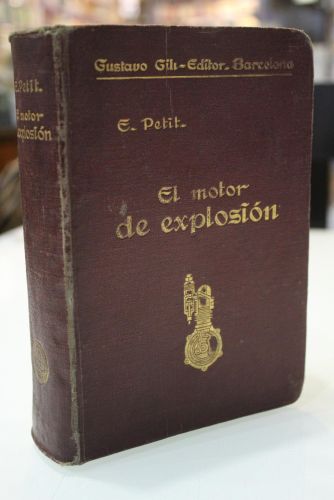 Gustavo Gili-Editor-Barcelona
E. Petit.
El motor
de explosión
E. Petit.
El motor
de explosión